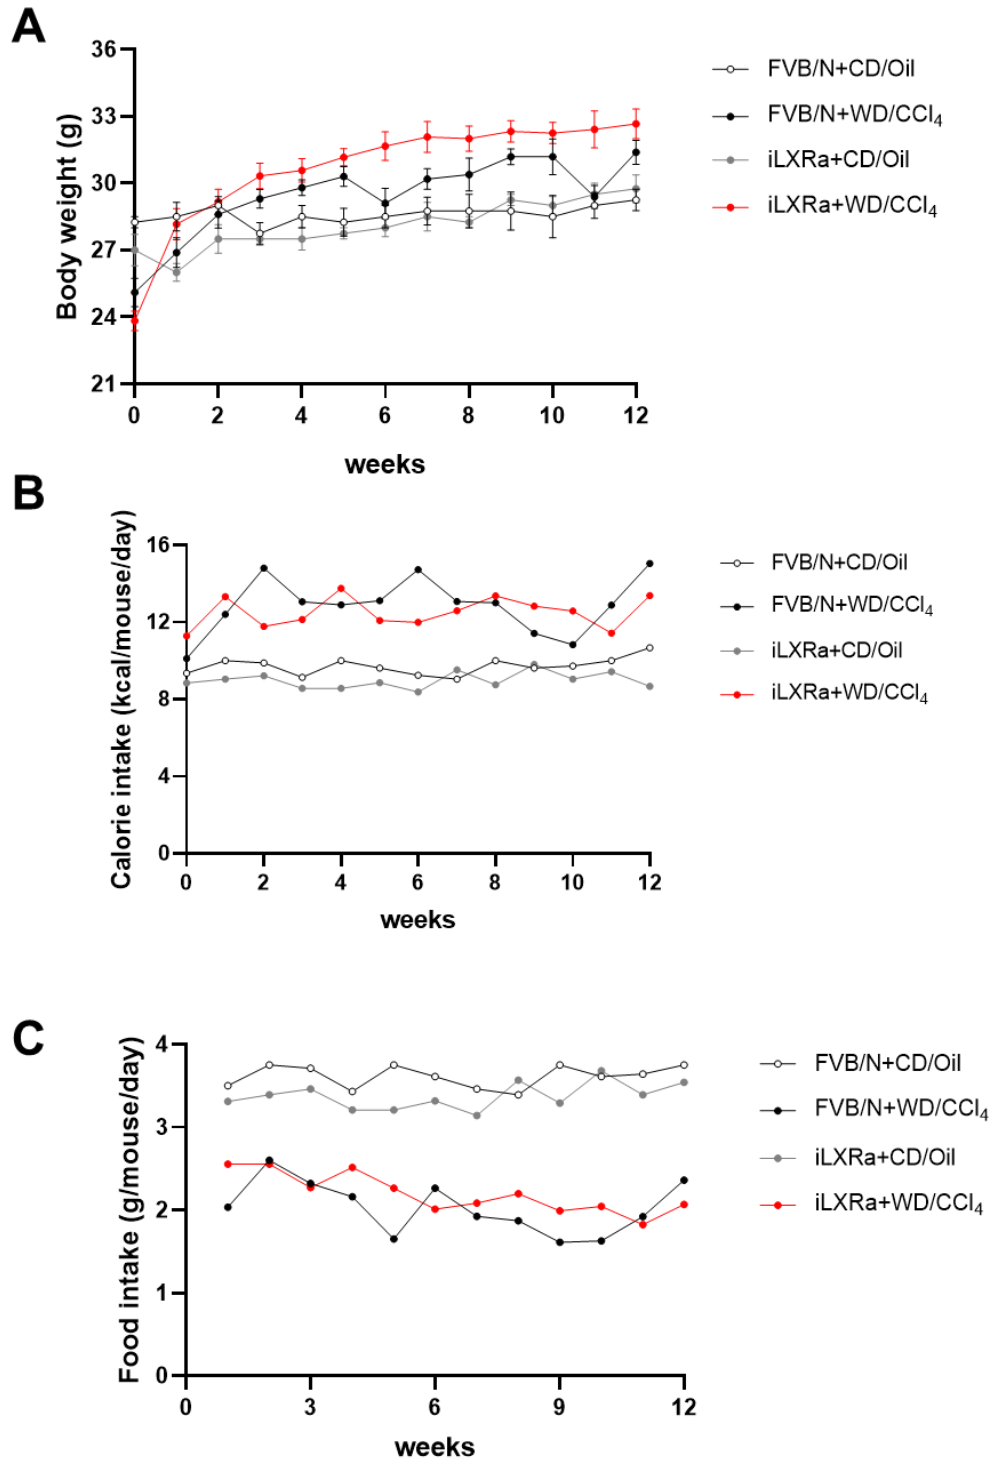 A
Body weight (g)
36
33
30
27
24
21
0 2 4 6 8 10 12
weeks
FVB/N+CD/Oil
FVB/N+WD/CCl₄
iLXRa+CD/Oil
iLXRa+WD/CCl₄
B
Calorie intake (kcal/mouse/day)
16
12
8
4
0
0 2 4 6 8 10 12
weeks
FVB/N+CD/Oil
FVB/N+WD/CCl₄
iLXRa+CD/Oil
iLXRa+WD/CCl₄
C
Food intake (g/mouse/day)
4
3
2
1
0
0 3 6 9 12
weeks
FVB/N+CD/Oil
FVB/N+WD/CCl₄
iLXRa+CD/Oil
iLXRa+WD/CCl₄